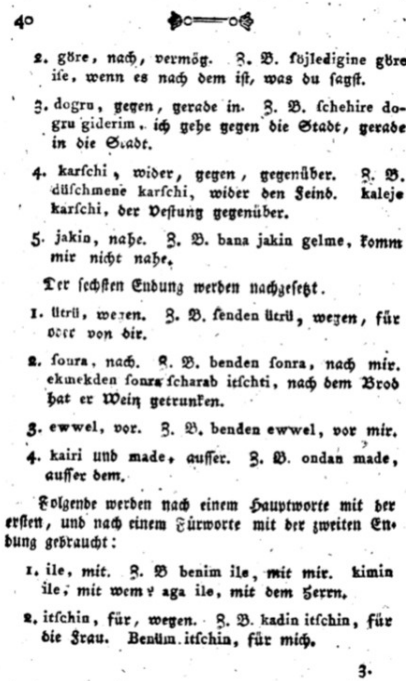 40
2. göre, nach, vermög. Z. B. söjledigine göre
ise, wenn es nach dem ist, was du sagst.
3. dogru, gegen, gerade in. Z. B. schehire do-
gru giderim, ich gehe gegen die Stadt, gerade
in die Stadt.
4. karschi, wider, gegen, gegenüber. Z. B.
düschmene karschi, wider den Feind. kaleje
karschi, der Vestung gegenüber.
5. jakin, nahe. Z. B. bana jakin gelme, komm
mir nicht nahe.
Der sechsten Endung werden nachgesetzt.
1. ütrü, wegen. Z. B. senden ütrü, wegen, für
oder von dir.
2. soura, nach. Z. B. benden sonra, nach mir.
ekmekden sonra scharab itschti, nach dem Brod
hat er Wein getrunken.
3. ewwel, vor. Z. B. benden ewwel, vor mir.
4. kairi und made, ausser. Z. B. ondan made,
ausser dem.
Folgende werden nach einem Hauptworte mit der
ersten, und nach einem Fürworte mit der zweiten En-
dung gebraucht:
1. ile, mit. Z. B benim ile, mit mir. kimin
ile, mit wem? aga ile, mit dem Herrn.
2. itschin, für, wegen. Z. B. kadin itschin, für
die Frau. Benüm itschin, für mich.
3.